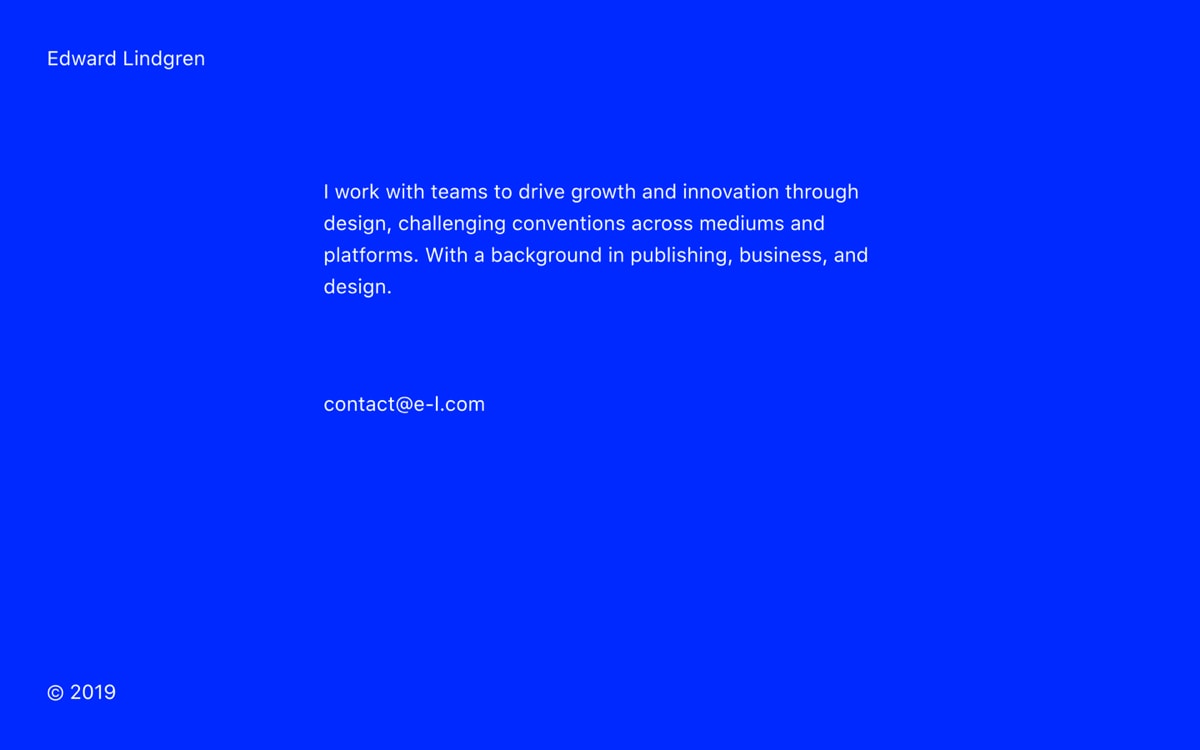 Edward Lindgren
I work with teams to drive growth and innovation through
design, challenging conventions across mediums and
platforms. With a background in publishing, business, and
design.
contact@e-l.com
© 2019